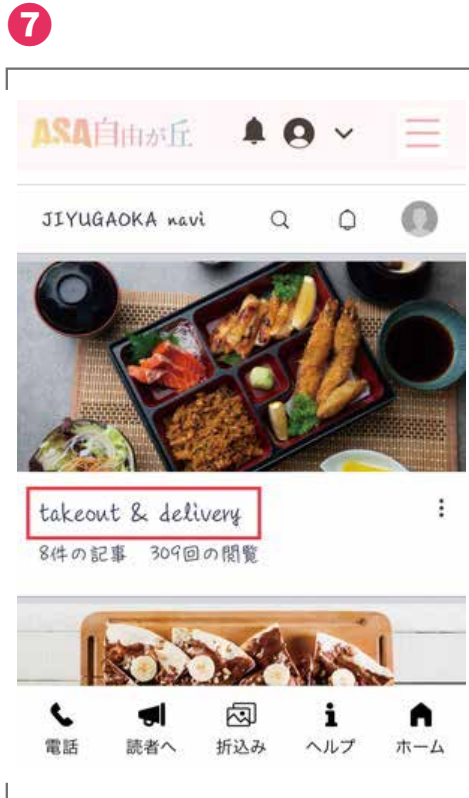 7
ASA自由が丘
JIYUGAOKA navi
takeout & delivery
8件の記事 309回の閲覧
電話 読者へ 折込み ヘルプ ホーム